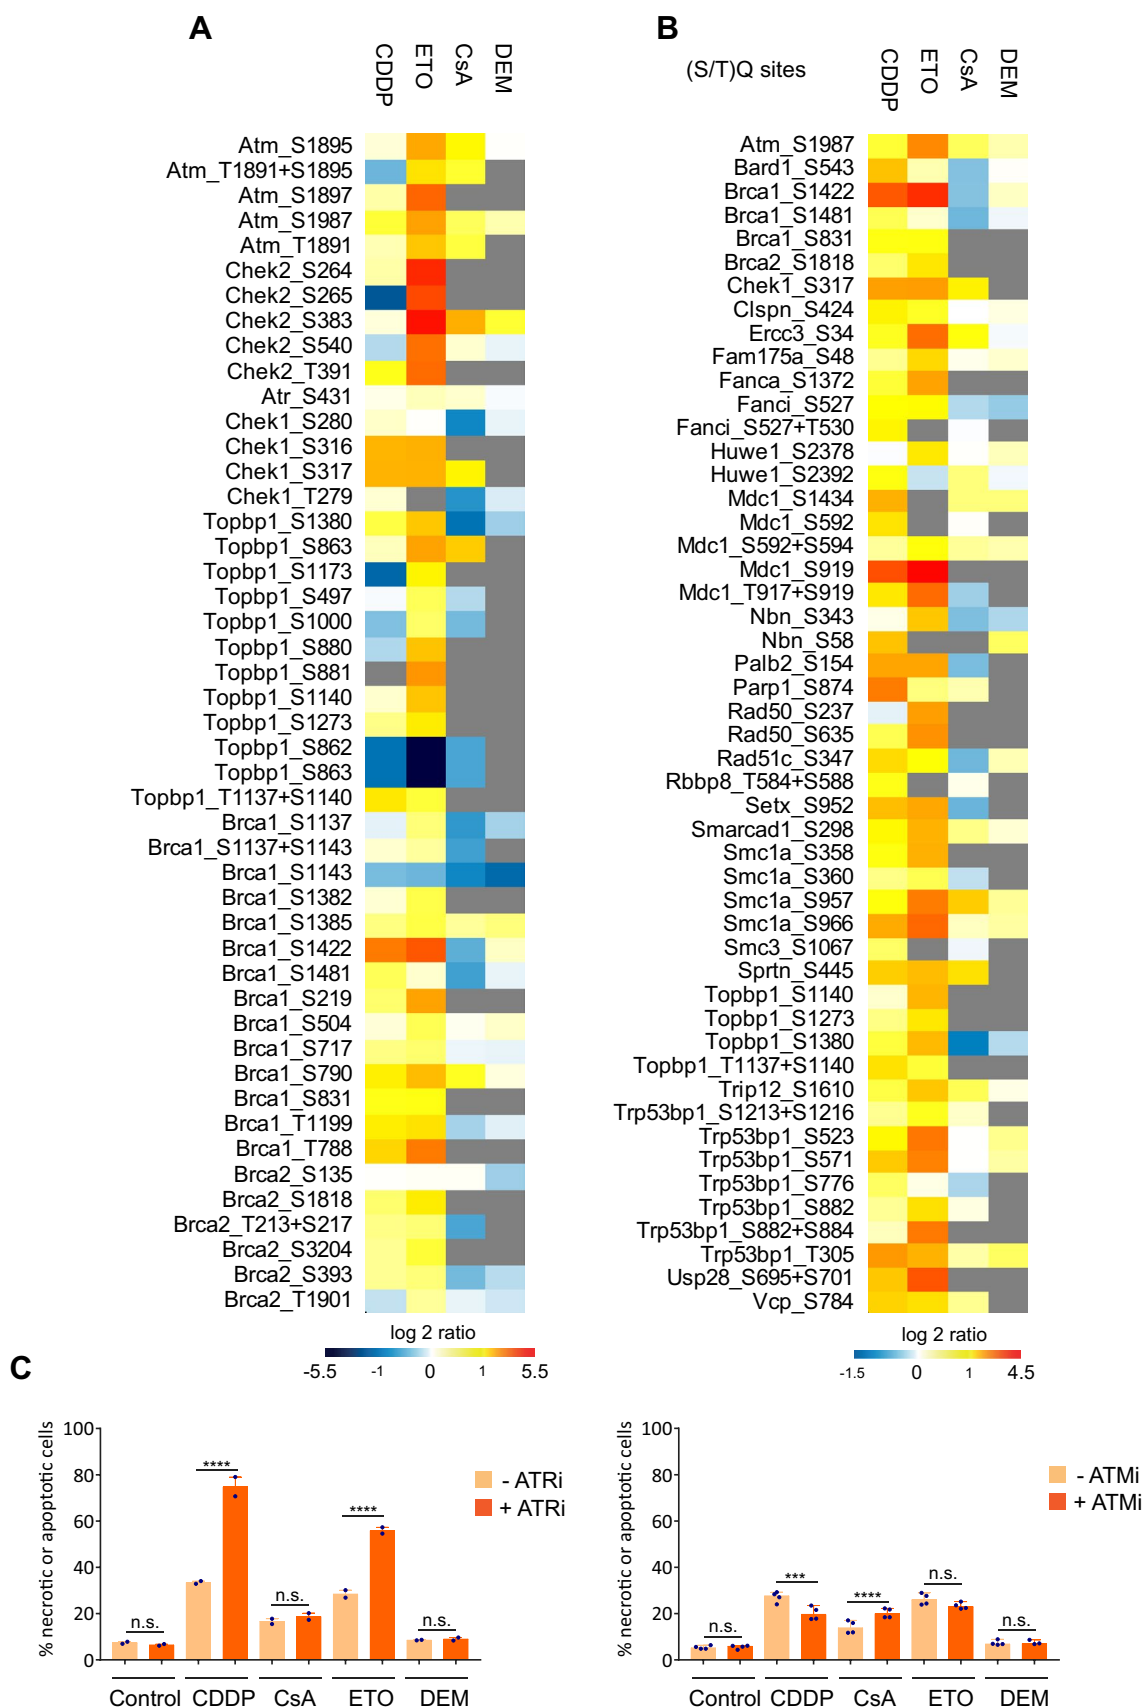 A
CDDP
ETO
CsA
DEM
Atm_S1895
Atm_T1891+S1895
Atm_S1897
Atm_S1987
Atm_T1891
Chek2_S264
Chek2_S265
Chek2_S383
Chek2_S540
Chek2_T391
Atr_S431
Chek1_S280
Chek1_S316
Chek1_S317
Chek1_T279
Topbp1_S1380
Topbp1_S863
Topbp1_S1173
Topbp1_S497
Topbp1_S1000
Topbp1_S880
Topbp1_S881
Topbp1_S1140
Topbp1_S1273
Topbp1_S862
Topbp1_S863
Topbp1_T1137+S1140
Brca1_S1137
Brca1_S1137+S1143
Brca1_S1143
Brca1_S1382
Brca1_S1385
Brca1_S1422
Brca1_S1481
Brca1_S219
Brca1_S504
Brca1_S717
Brca1_S790
Brca1_S831
Brca1_T1199
Brca1_T788
Brca2_S135
Brca2_S1818
Brca2_T213+S217
Brca2_S3204
Brca2_S393
Brca2_T1901
log 2 ratio
-5.5 -1 0 1 5.5
B
(S/T)Q sites
CDDP
ETO
CsA
DEM
Atm_S1987
Bard1_S543
Brca1_S1422
Brca1_S1481
Brca1_S831
Brca2_S1818
Chek1_S317
Clspn_S424
Ercc3_S34
Fam175a_S48
Fanca_S1372
Fanci_S527
Fanci_S527+T530
Huwe1_S2378
Huwe1_S2392
Mdc1_S1434
Mdc1_S592
Mdc1_S592+S594
Mdc1_S919
Mdc1_T917+S919
Nbn_S343
Nbn_S58
Palb2_S154
Parp1_S874
Rad50_S237
Rad50_S635
Rad51c_S347
Rbbp8_T584+S588
Setx_S952
Smarcad1_S298
Smc1a_S358
Smc1a_S360
Smc1a_S957
Smc1a_S966
Smc3_S1067
Sprtn_S445
Topbp1_S1140
Topbp1_S1273
Topbp1_S1380
Topbp1_T1137+S1140
Trip12_S1610
Trp53bp1_S1213+S1216
Trp53bp1_S523
Trp53bp1_S571
Trp53bp1_S776
Trp53bp1_S882
Trp53bp1_S882+S884
Trp53bp1_T305
Usp28_S695+S701
Vcp_S784
log 2 ratio
-1.5 0 1 4.5
C
% necrotic or apoptotic cells
100
80
60
40
20
0
n.s.
****
n.s.
****
n.s.
- ATRi
+ ATRi
Control CDDP CsA ETO DEM
% necrotic or apoptotic cells
100
80
60
40
20
0
n.s.
***
****
n.s.
n.s.
- ATMi
+ ATMi
Control CDDP CsA ETO DEM